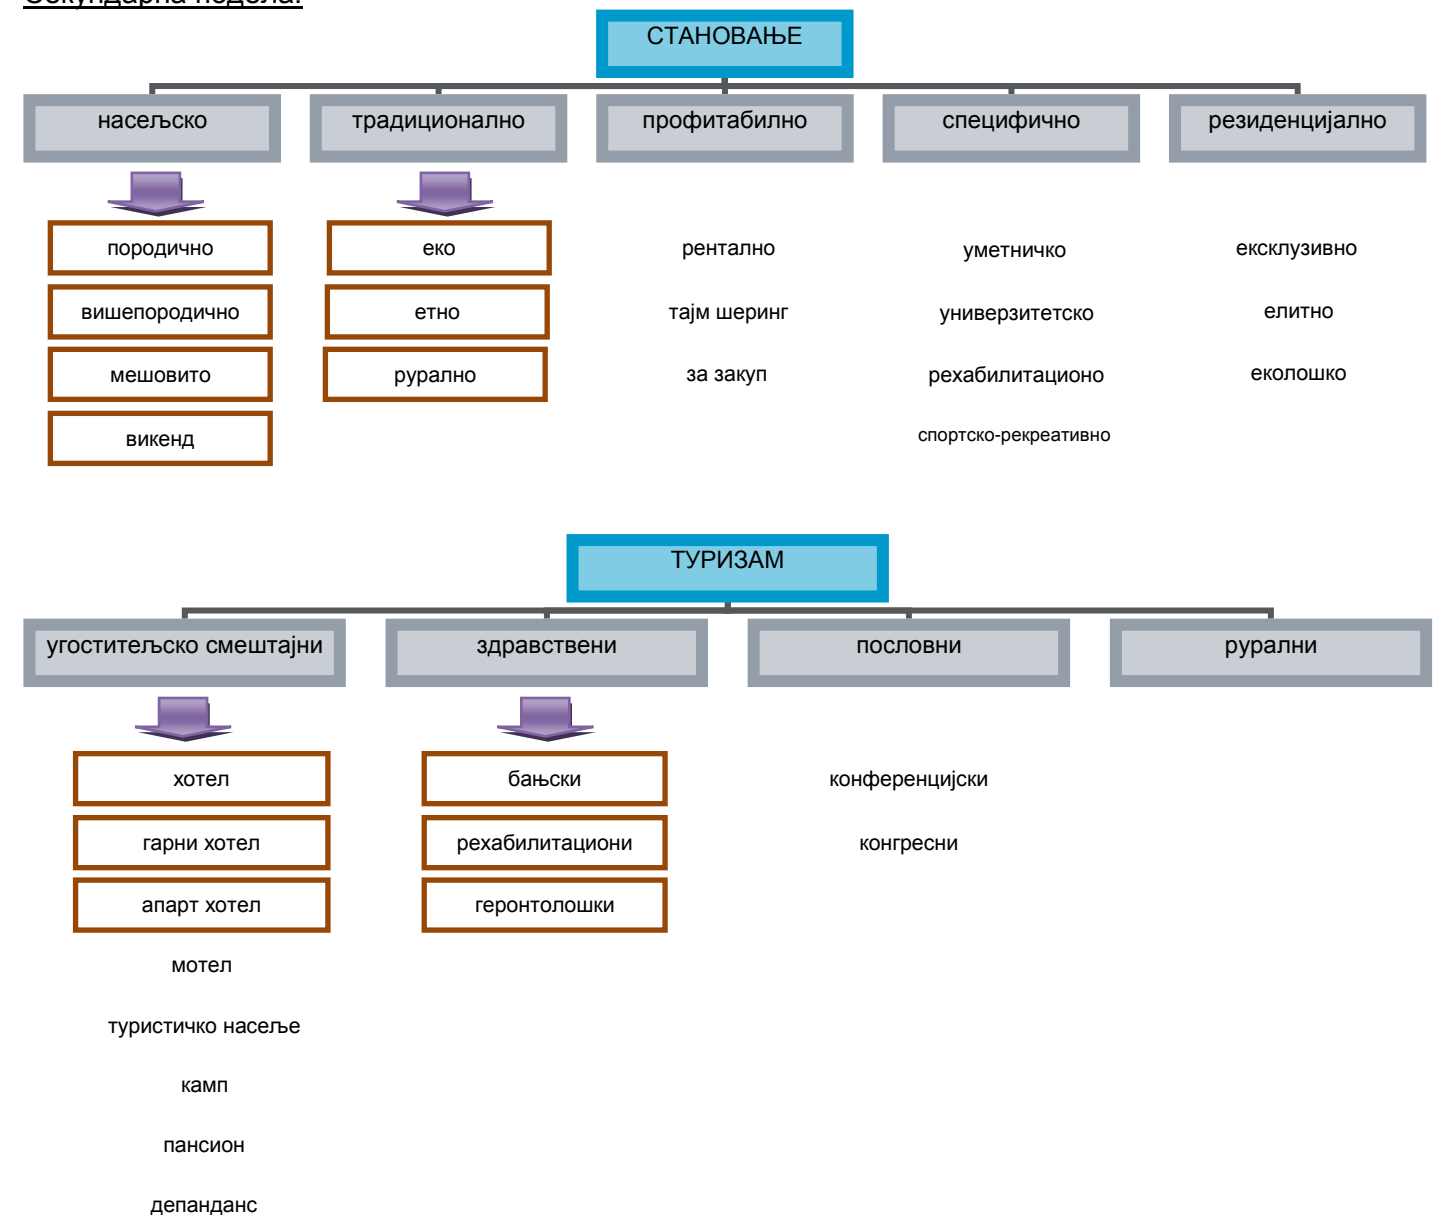 Секундарна подела:
СТАНОВАЊЕ
насељско
традиционално
профитабилно
специфично
резиденцијално
породично
еко
рентално
уметничко
ексклузивно
вишепородично
етно
тајм шеринг
универзитетско
елитно
мешовито
рурално
за закуп
рехабилитационо
еколошко
викенд
спортско-рекреативно
ТУРИЗАМ
угоститељско смештајни
здравствени
пословни
рурални
хотел
бањски
конференцијски
гарни хотел
рехабилитациони
конгресни
апарт хотел
геронтолошки
мотел
туристичко насеље
камп
пансион
депанданс